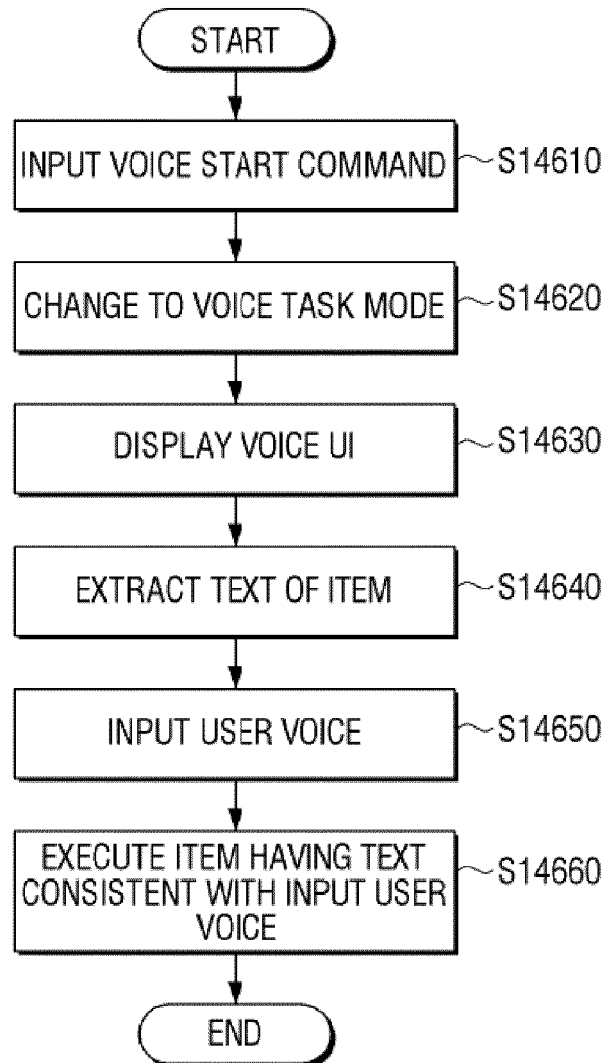 START
INPUT VOICE START COMMAND
S14610
CHANGE TO VOICE TASK MODE
S14620
DISPLAY VOICE UI
S14630
EXTRACT TEXT OF ITEM
S14640
INPUT USER VOICE
S14650
EXECUTE ITEM HAVING TEXT
CONSISTENT WITH INPUT USER
VOICE
S14660
END